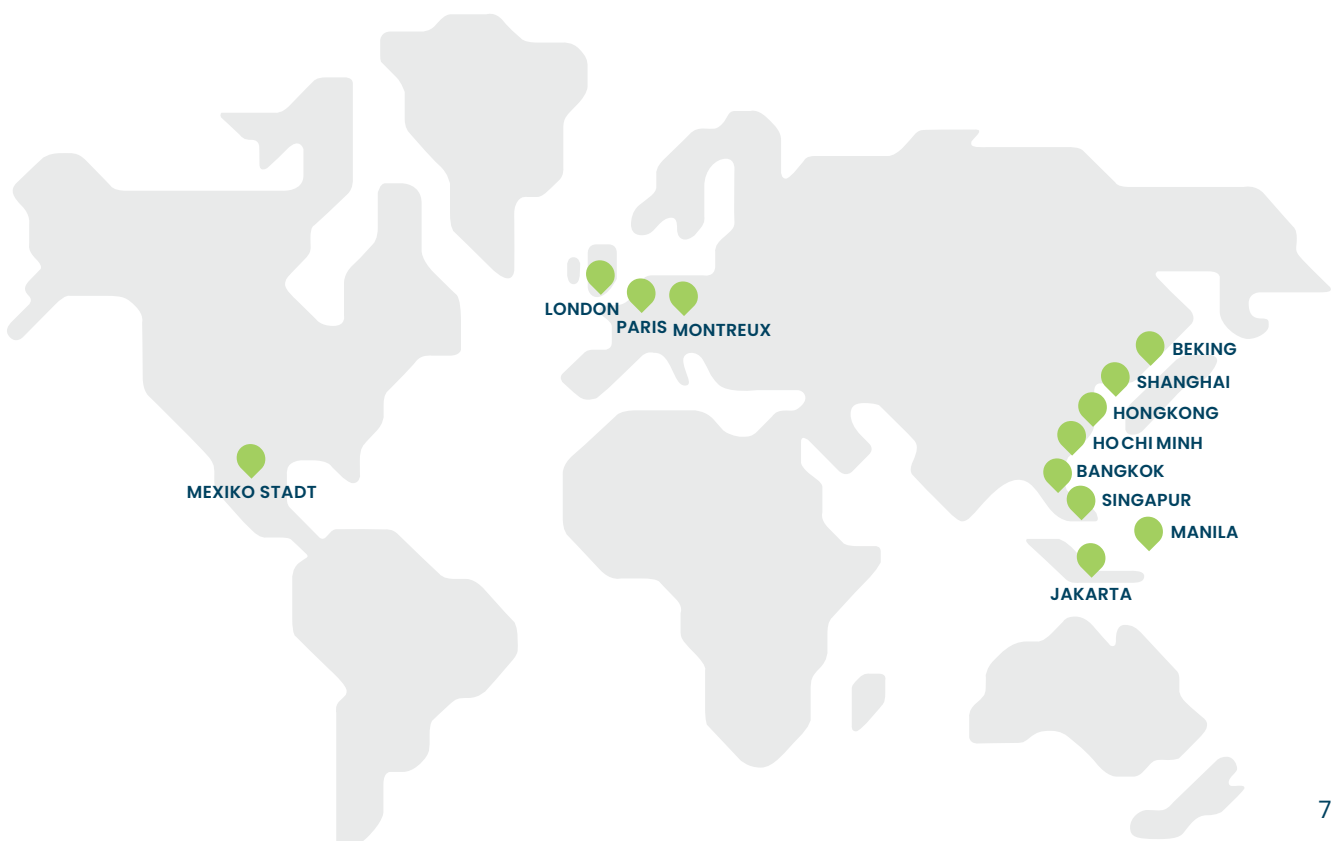 LONDON
PARIS
MONTREUX
BEKING
SHANGHAI
HONGKONG
HO CHI MINH
BANGKOK
MEXIKO STADT
SINGAPUR
MANILA
JAKARTA
7